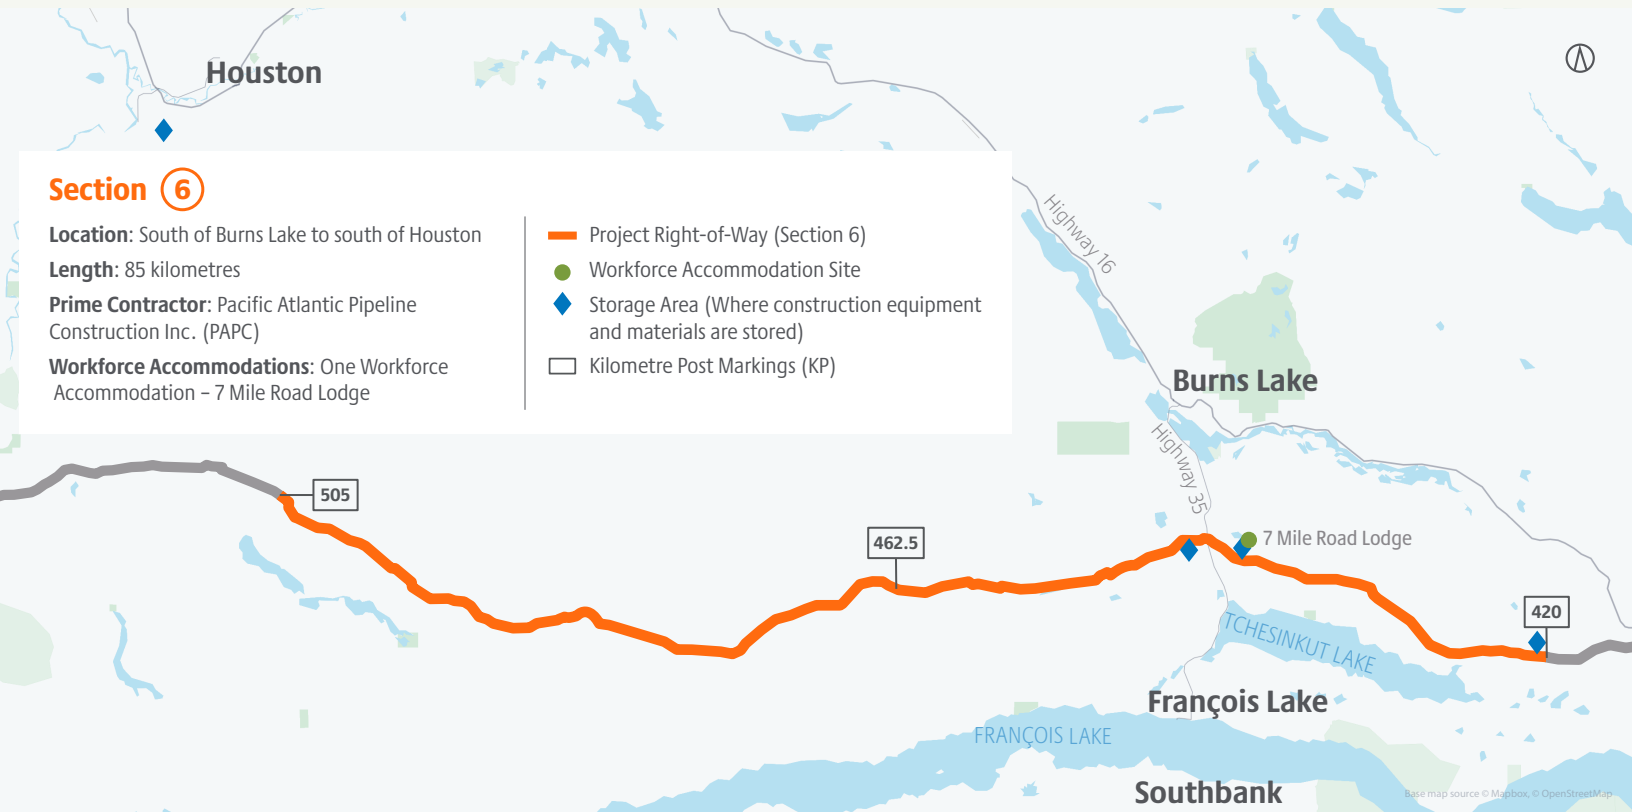 Houston
Section 6
Location: South of Burns Lake to south of Houston
Length: 85 kilometres
Prime Contractor: Pacific Atlantic Pipeline
Construction Inc. (PAPC)
Workforce Accommodations: One Workforce
Accommodation – 7 Mile Road Lodge
Project Right-of-Way (Section 6)
Workforce Accommodation Site
Storage Area (Where construction equipment
and materials are stored)
Kilometre Post Markings (KP)
Highway 16
Burns Lake
Highway 35
505
462.5
7 Mile Road Lodge
420
TCHESINKUT LAKE
François Lake
FRANÇOIS LAKE
Southbank
Base map source © Mapbox, © OpenStreetMap